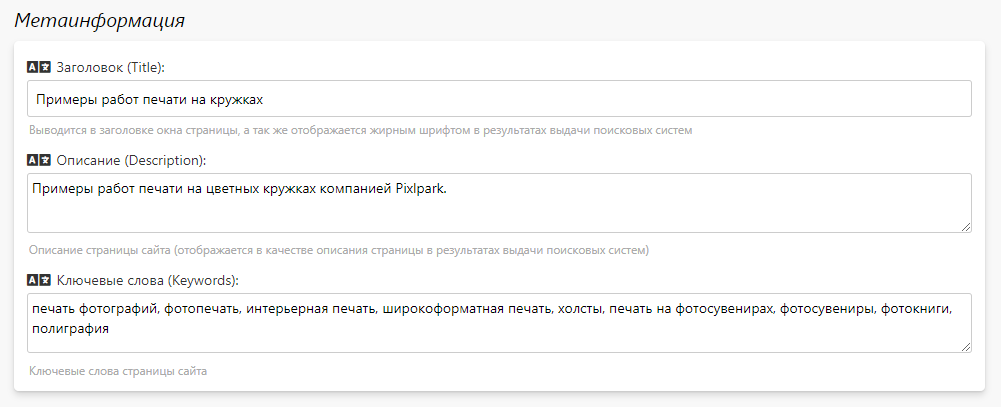 Метаинформация
Заголовок (Title):
Примеры работ печати на кружках
Выводится в заголовке окна страницы, а так же отображается жирным шрифтом в результатах выдачи поисковых систем
Описание (Description):
Примеры работ печати на цветных кружках компанией Pixlpark.
Описание страницы сайта (отображается в качестве описания страницы в результатах выдачи поисковых систем)
Ключевые слова (Keywords):
печать фотографий, фотопечать, интерьерная печать, широкоформатная печать, холсты, печать на фотосувенирах, фотосувениры, фотокниги,
полиграфия
Ключевые слова страницы сайта